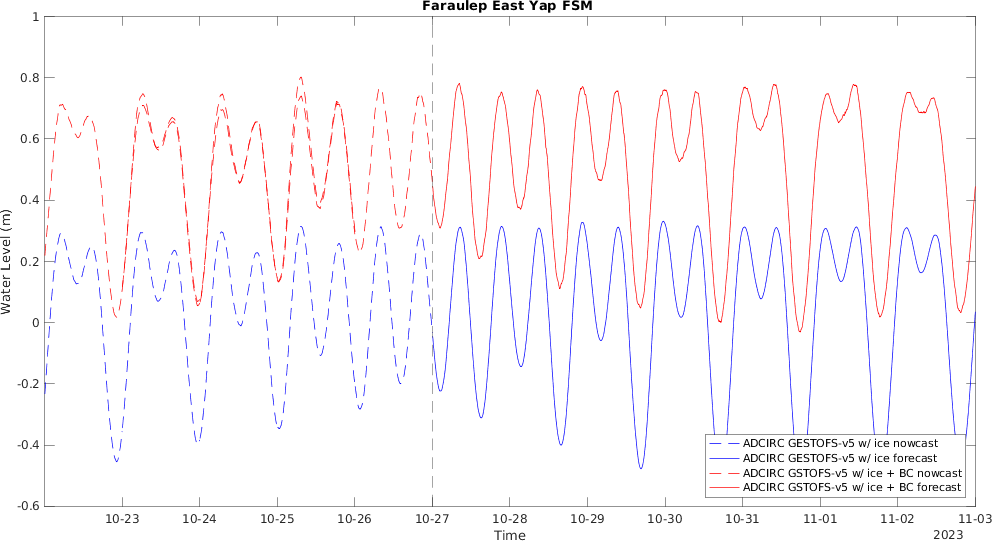 Faraulep East Yap FSM
Water Level (m)
1
0.8
0.6
0.4
0.2
0
-0.2
-0.4
-0.6
ADCIRC GESTOFS-v5 w/ ice nowcast
ADCIRC GESTOFS-v5 w/ ice forecast
ADCIRC GSTOFS-v5 w/ ice + BC nowcast
ADCIRC GSTOFS-v5 w/ ice + BC forecast
10-23 10-24 10-25 10-26 10-27 10-28 10-29 10-30 10-31 11-01 11-02 11-03
Time
2023